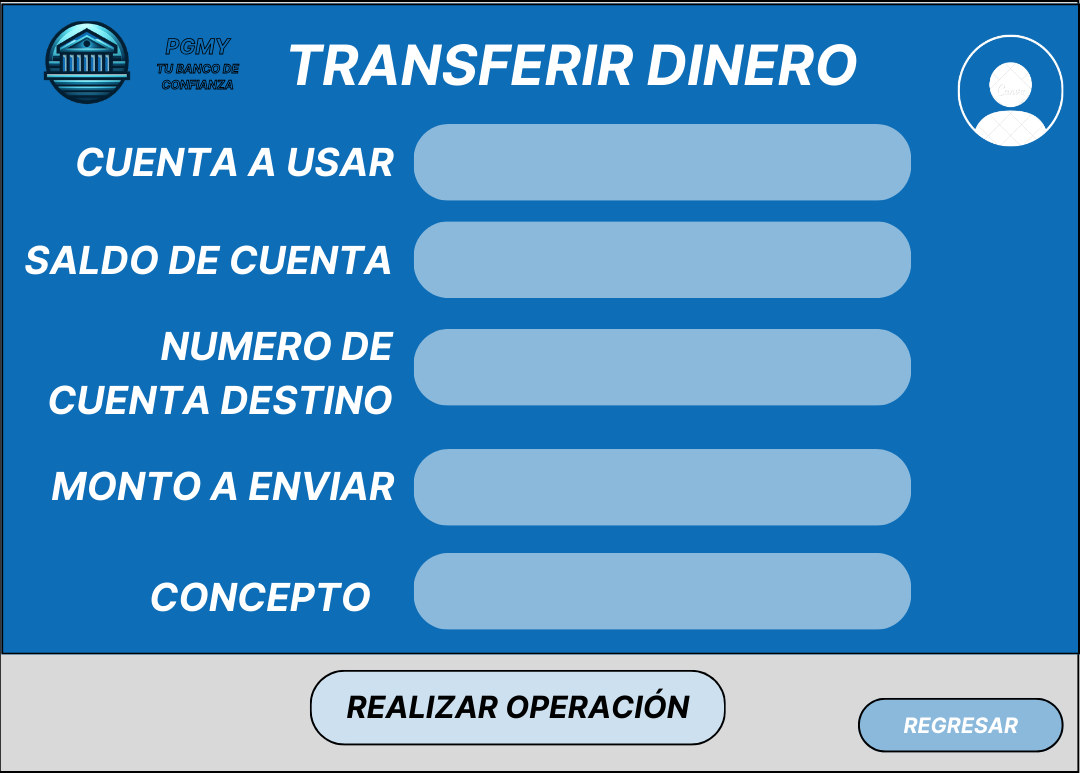 PGMY
TU BANCO DE
CONFIANZA
TRANSFERIR DINERO
CUENTA A USAR
SALDO DE CUENTA
NUMERO DE
CUENTA DESTINO
MONTO A ENVIAR
CONCEPTO
REALIZAR OPERACIÓN
REGRESAR